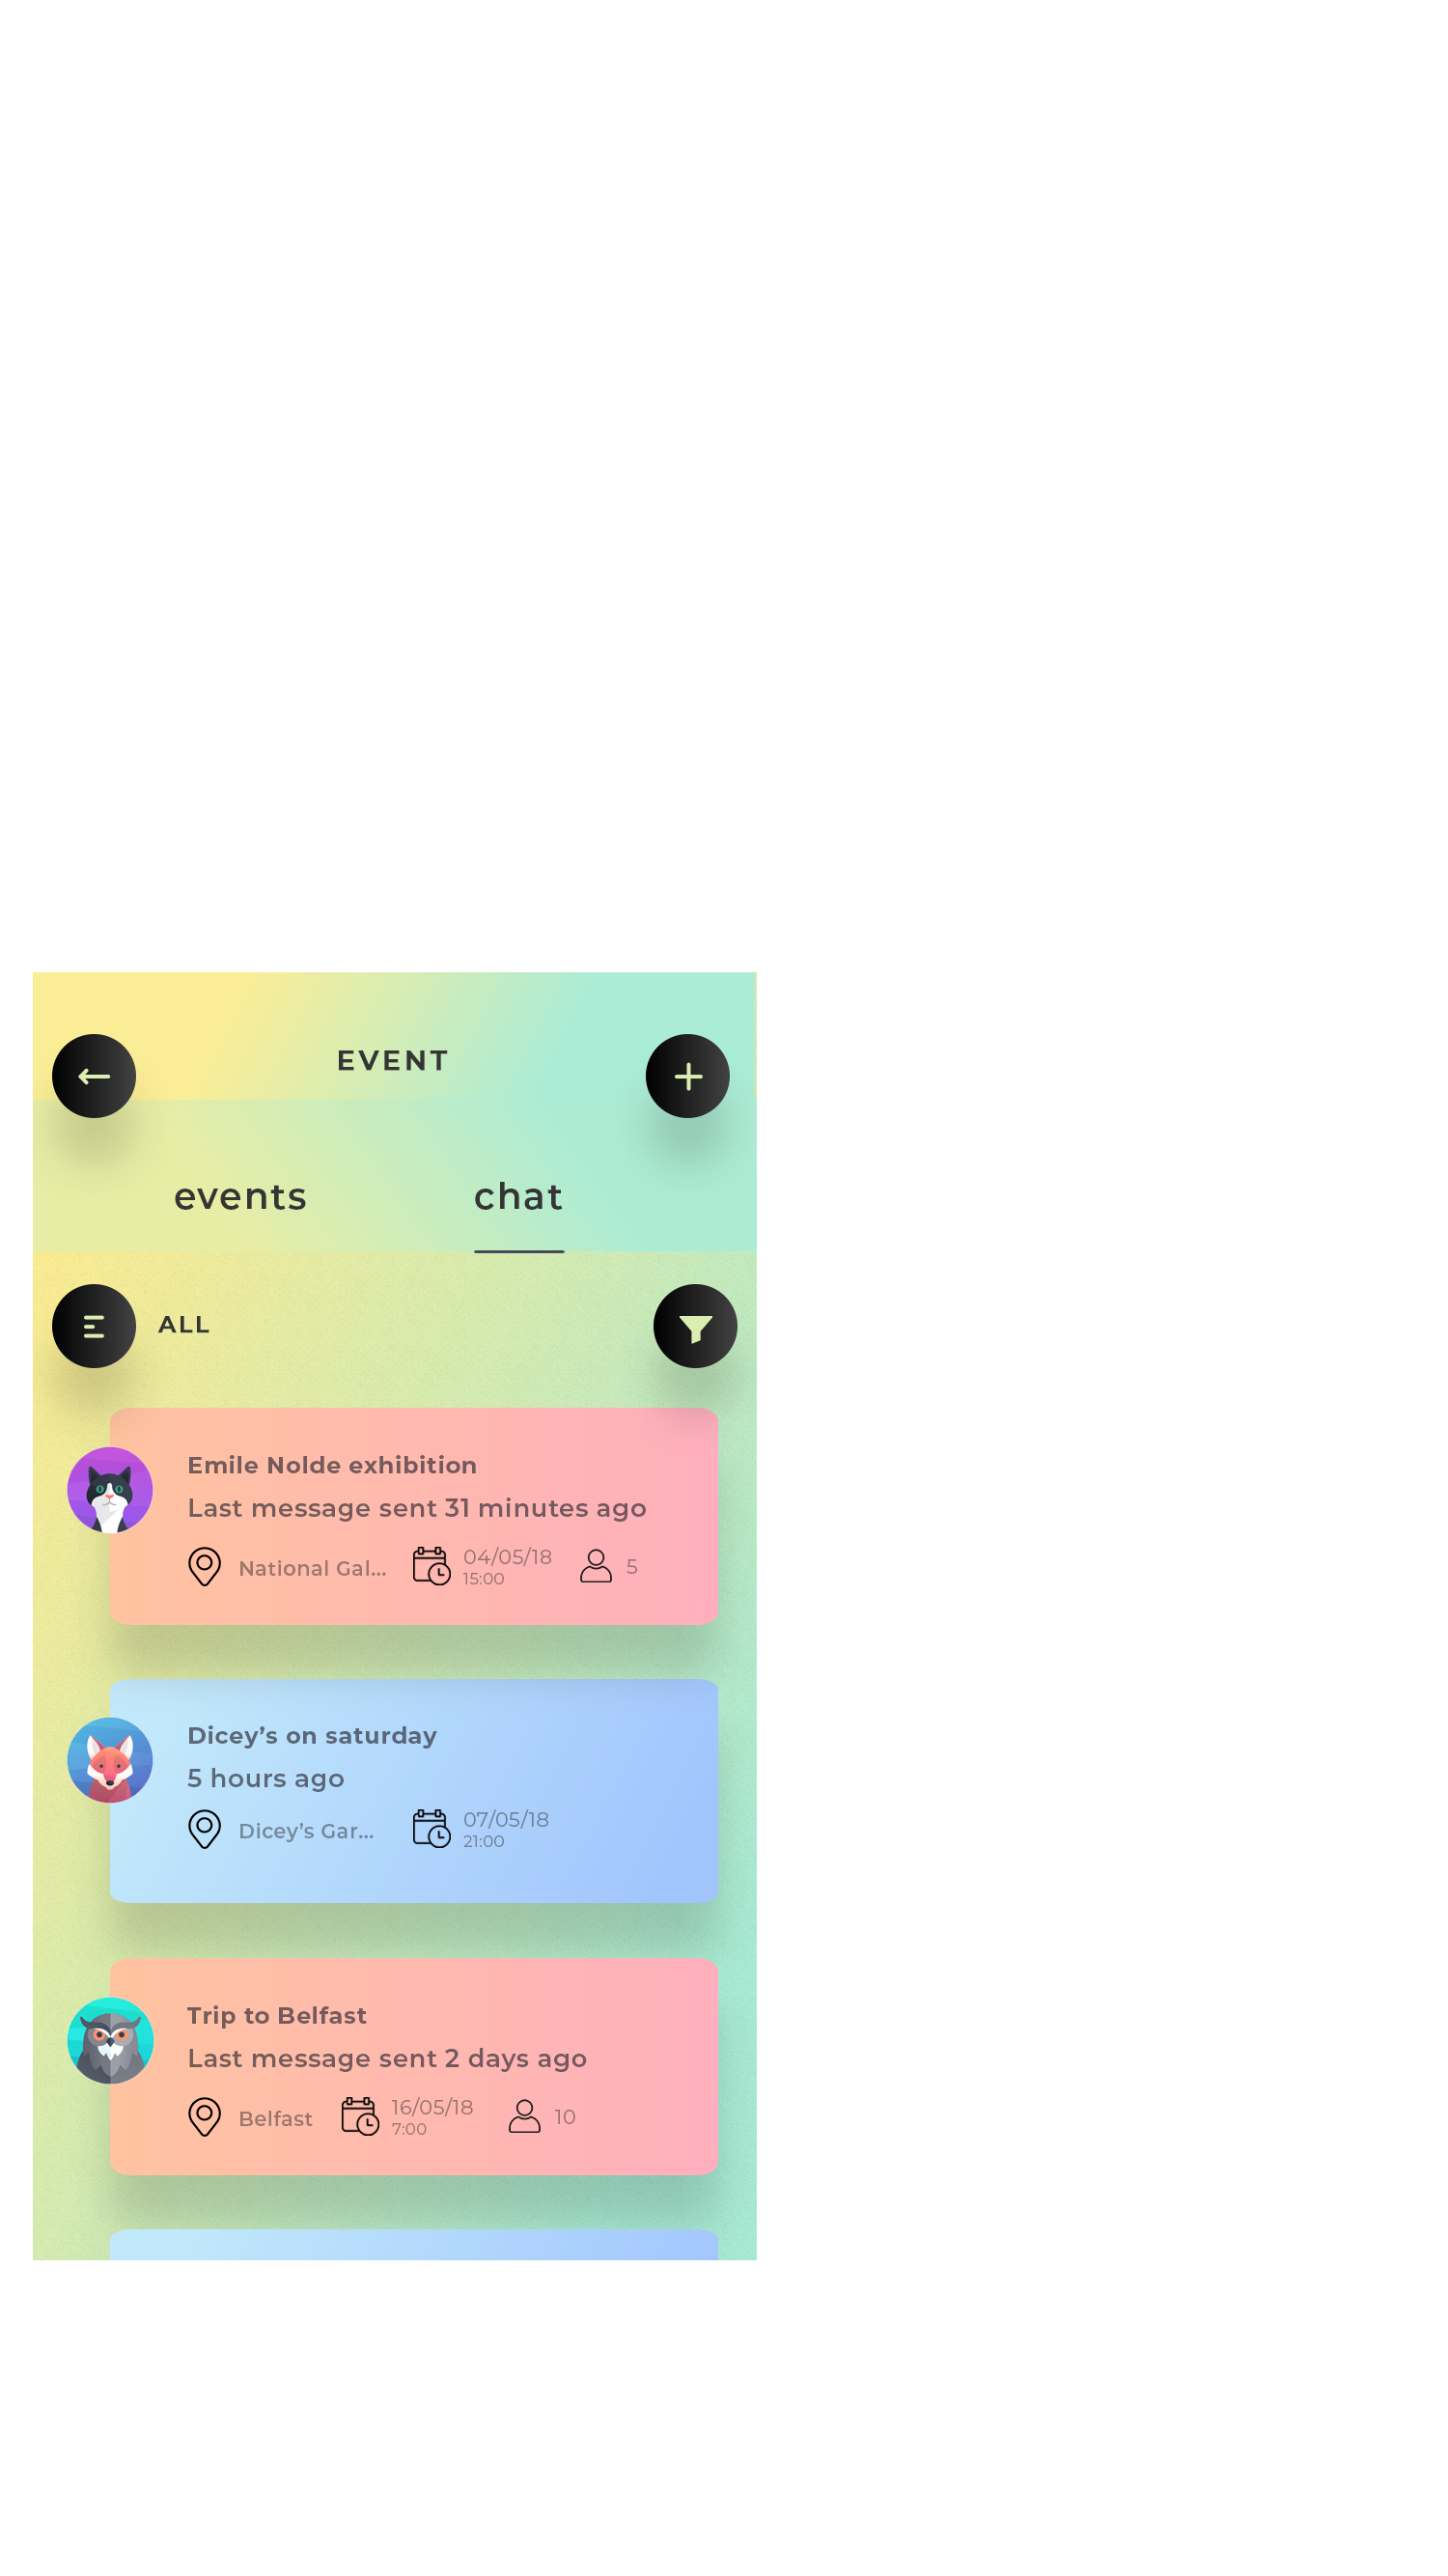 EVENT
events
chat
ALL
Emile Nolde exhibition
Last message sent 31 minutes ago
National Gal...
04/05/18
15:00
5
Dicey’s on saturday
5 hours ago
Dicey’s Gar...
07/05/18
21:00
Trip to Belfast
Last message sent 2 days ago
Belfast
16/05/18
7:00
10